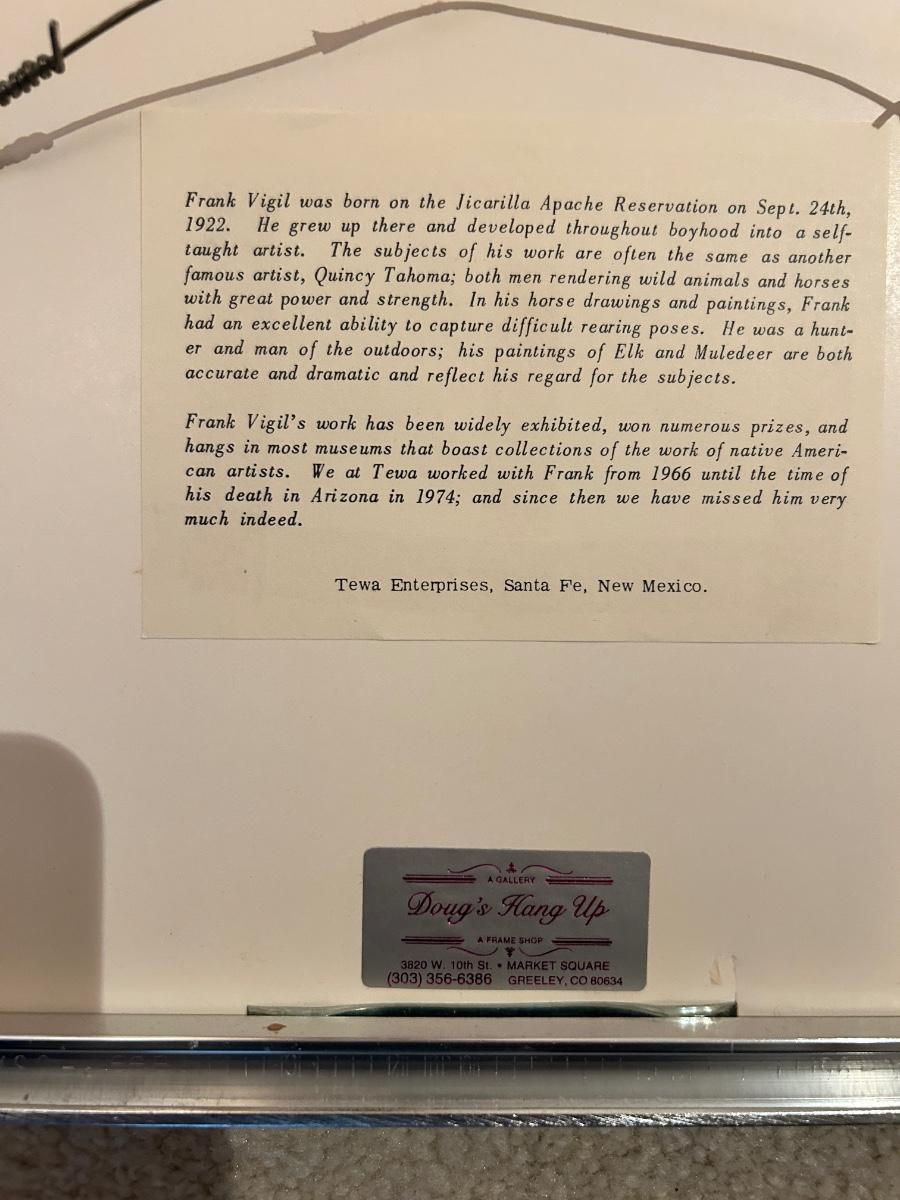 Frank Vigil was born on the Jicarilla Apache Reservation on Sept. 24th,
1922. He grew up there and developed throughout boyhood into a self-
taught artist. The subjects of his work are often the same as another
famous artist, Quincy Tahoma; both men rendering wild animals and horses
with great power and strength. In his horse drawings and paintings, Frank
had an excellent ability to capture difficult rearing poses. He was a hunt-
er and man of the outdoors; his paintings of Elk and Muledeer are both
accurate and dramatic and reflect his regard for the subjects.
Frank Vigil's work has been widely exhibited, won numerous prizes, and
hangs in most museums that boast collections of the work of native Ameri-
can artists. We at Tewa worked with Frank from 1966 until the time of
his death in Arizona in 1974; and since then we have missed him very
much indeed.
Tewa Enterprises, Santa Fe, New Mexico.
A GALLERY
Doug's Hang Up
A FRAME SHOP
3820 W. 10th St. • MARKET SQUARE
(303) 356-6386 GREELEY, CO 80634